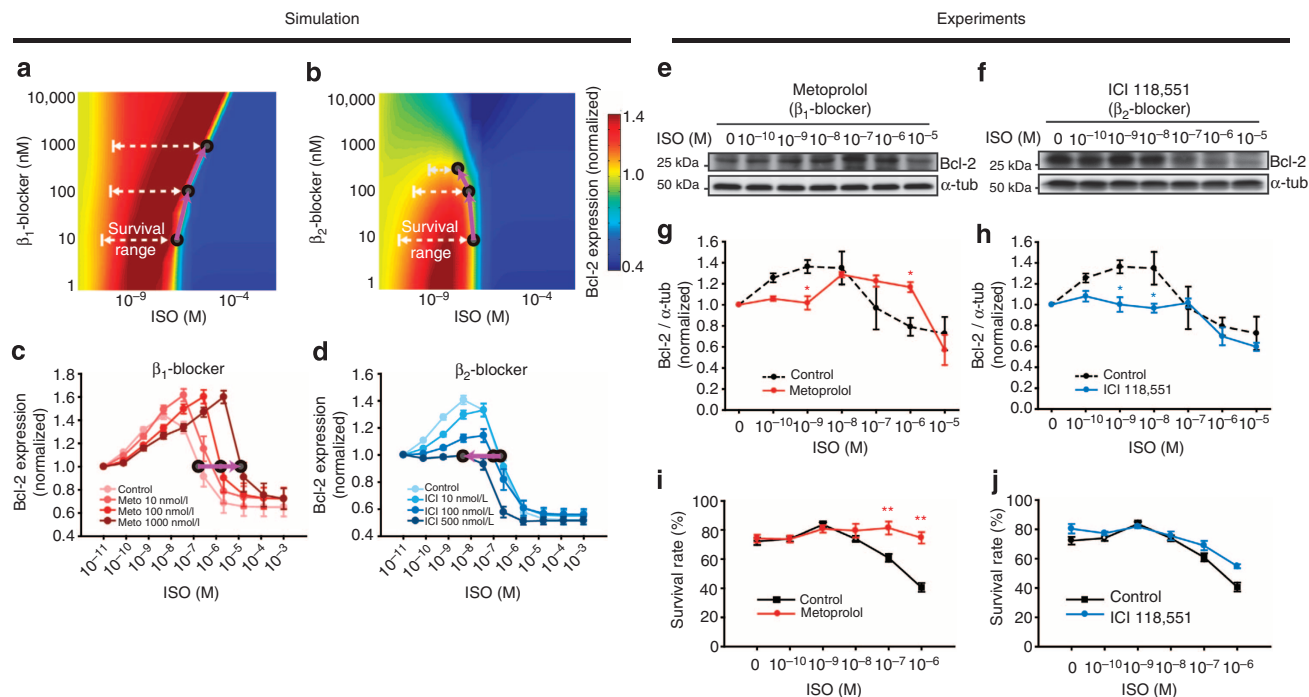 Simulation
Experiments
a
β₁-blocker (nM)
10,000
1000
100
10
1
Survival
range
10⁻⁹
10⁻⁴
ISO (M)
b
β₂-blocker (nM)
10,000
1000
100
10
1
Survival
range
10⁻⁹
10⁻⁴
ISO (M)
1.4
1.0
0.4
Bcl-2 expression (normalized)
c
β₁-blocker
Bcl-2 expression
(normalized)
1.8
1.6
1.4
1.2
1.0
0.8
0.6
0.4
Control
Meto 10 nmol/l
Meto 100 nmol/l
Meto 1000 nmol/l
10⁻¹¹ 10⁻¹⁰ 10⁻⁹ 10⁻⁸ 10⁻⁷ 10⁻⁶ 10⁻⁵ 10⁻⁴ 10⁻³
ISO (M)
d
β₂-blocker
1.6
1.4
1.2
1.0
0.8
0.6
0.4
Control
ICI 10 nmol/L
ICI 100 nmol/L
ICI 500 nmol/L
10⁻¹¹ 10⁻¹⁰ 10⁻⁹ 10⁻⁸ 10⁻⁷ 10⁻⁶ 10⁻⁵ 10⁻⁴ 10⁻³
ISO (M)
e
Metoprolol
(β₁-blocker)
ISO (M) 0 10⁻¹⁰ 10⁻⁹ 10⁻⁸ 10⁻⁷ 10⁻⁶ 10⁻⁵
25 kDa Bcl-2
50 kDa α-tub
f
ICI 118,551
(β₂-blocker)
ISO (M) 0 10⁻¹⁰ 10⁻⁹ 10⁻⁸ 10⁻⁷ 10⁻⁶ 10⁻⁵
25 kDa Bcl-2
50 kDa α-tub
g
Bcl-2 / α-tub
(normalized)
1.6
1.4
1.2
1.0
0.8
0.6
0.4
0.2
0.0
*
*
Control
Metoprolol
0 10⁻¹⁰ 10⁻⁹ 10⁻⁸ 10⁻⁷ 10⁻⁶ 10⁻⁵
ISO (M)
h
Bcl-2 / α-tub
(normalized)
1.6
1.4
1.2
1.0
0.8
0.6
0.4
0.2
0.0
*
*
Control
ICI 118,551
0 10⁻¹⁰ 10⁻⁹ 10⁻⁸ 10⁻⁷ 10⁻⁶ 10⁻⁵
ISO (M)
i
Survival rate (%)
100
80
60
40
20
0
**
**
Control
Metoprolol
0 10⁻¹⁰ 10⁻⁹ 10⁻⁸ 10⁻⁷ 10⁻⁶
ISO (M)
j
Survival rate (%)
100
80
60
40
20
0
Control
ICI 118,551
0 10⁻¹⁰ 10⁻⁹ 10⁻⁸ 10⁻⁷ 10⁻⁶
ISO (M)